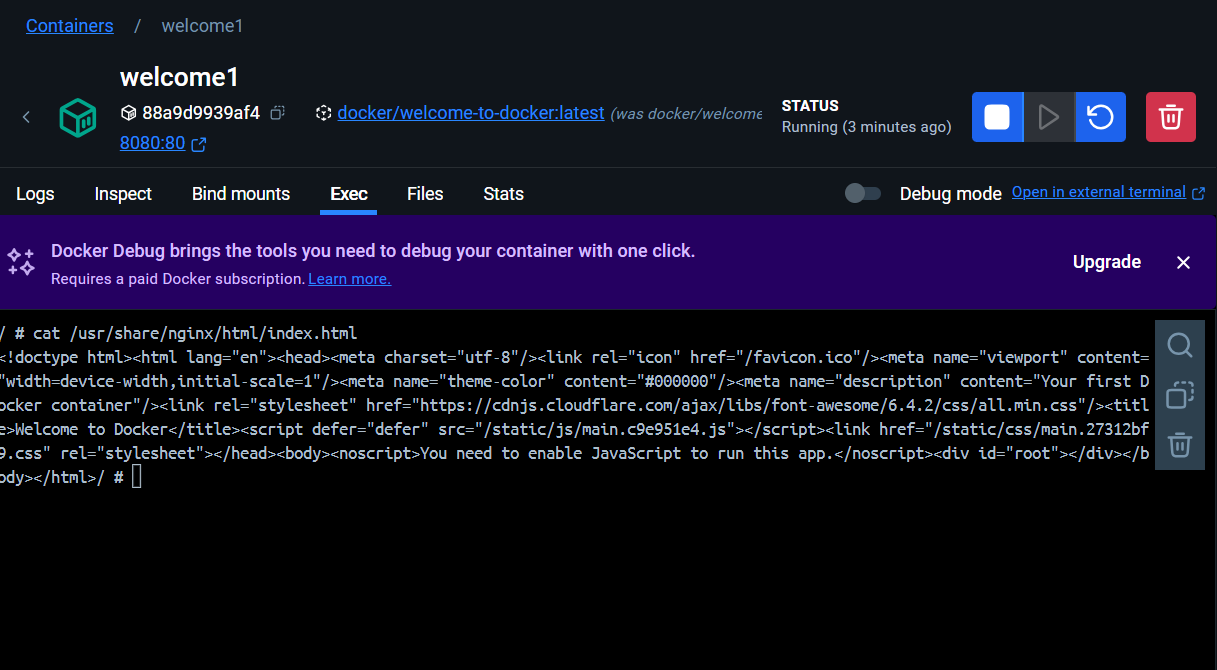 Containers / welcome1
welcome1
88a9d9939af4
docker/welcome-to-docker:latest (was docker/welcome
8080:80
STATUS
Running (3 minutes ago)
Logs Inspect Bind mounts Exec Files Stats
Debug mode Open in external terminal
Docker Debug brings the tools you need to debug your container with one click.
Requires a paid Docker subscription. Learn more.
Upgrade
/ # cat /usr/share/nginx/html/index.html
<!doctype html><html lang="en"><head><meta charset="utf-8"/><link rel="icon" href="/favicon.ico"/><meta name="viewport" content=
"width=device-width,initial-scale=1"/><meta name="theme-color" content="#000000"/><meta name="description" content="Your first D
ocker container"/><link rel="stylesheet" href="https://cdnjs.cloudflare.com/ajax/libs/font-awesome/6.4.2/css/all.min.css"/><titl
e>Welcome to Docker</title><script defer="defer" src="/static/js/main.c9e951e4.js"></script><link href="/static/css/main.27312bf
9.css" rel="stylesheet"></head><body><noscript>You need to enable JavaScript to run this app.</noscript><div id="root"></div></b
ody></html>/ #